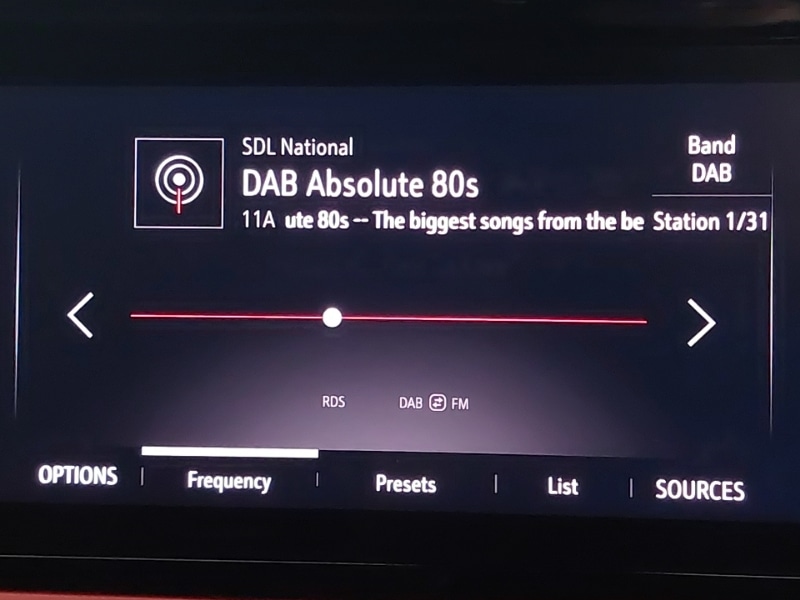 SDL National
DAB Absolute 80s
11A ute 80s -- The biggest songs from the be
Band
DAB
Station 1/31
RDS
DAB FM
OPTIONS
Frequency
Presets
List
SOURCES